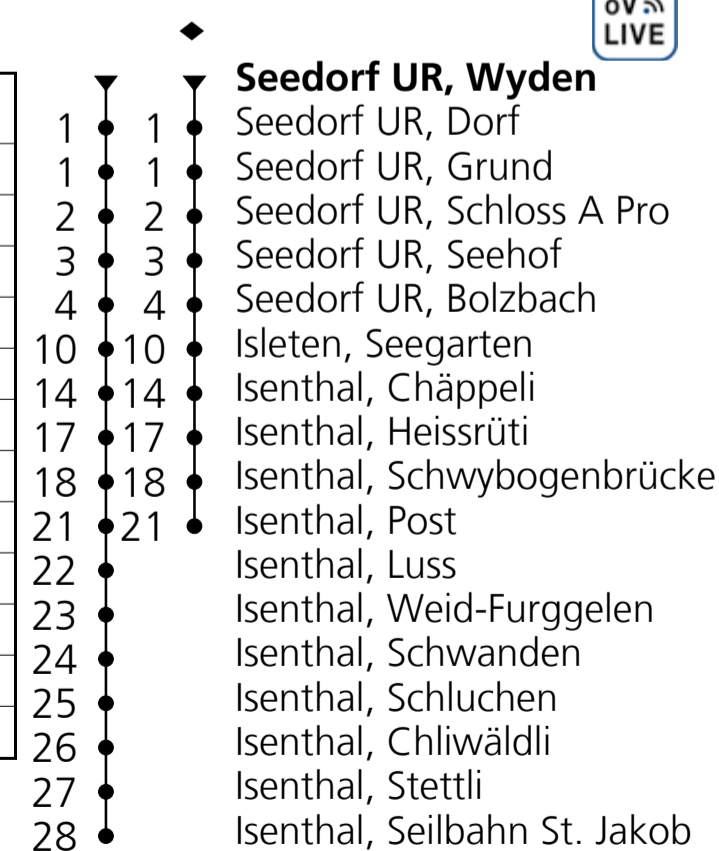 öV
LIVE
Seedorf UR, Wyden
1 1 Seedorf UR, Dorf
1 1 Seedorf UR, Grund
2 2 Seedorf UR, Schloss A Pro
3 3 Seedorf UR, Seehof
4 4 Seedorf UR, Bolzbach
10 10 Isleten, Seegarten
14 14 Isenthal, Chäppeli
17 17 Isenthal, Heissrüti
18 18 Isenthal, Schwybogenbrücke
21 21 Isenthal, Post
22 Isenthal, Luss
23 Isenthal, Weid-Furggelen
24 Isenthal, Schwanden
25 Isenthal, Schluchen
26 Isenthal, Chliwäldli
27 Isenthal, Stettli
28 Isenthal, Seilbahn St. Jakob